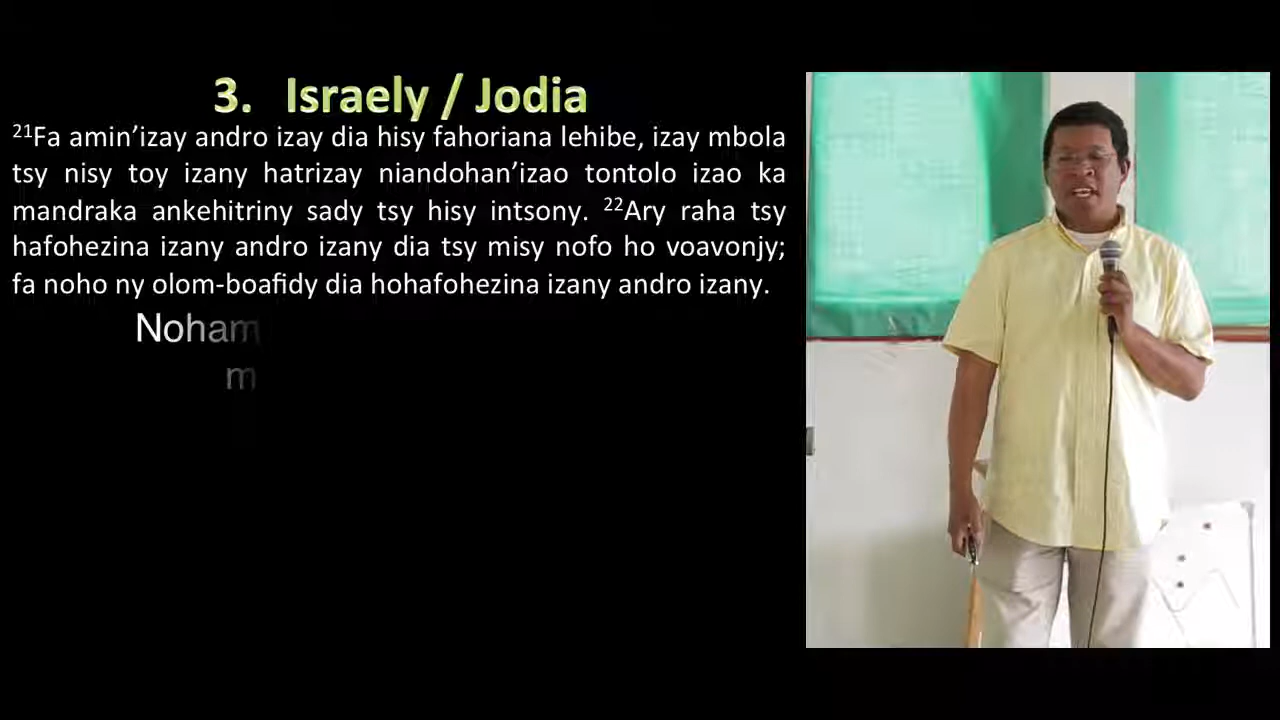 3. Israely / Jodia
²¹Fa amin’izay andro izay dia hisy fahoriana lehibe, izay mbola
tsy nisy toy izany hatrizay niandohan’izao tontolo izao ka
mandraka ankehitriny sady tsy hisy intsony. ²²Ary raha tsy
hafohezina izany andro izany dia tsy misy nofo ho voavonjy;
fa noho ny olom-boafidy dia hohafohezina izany andro izany.
Noham
m